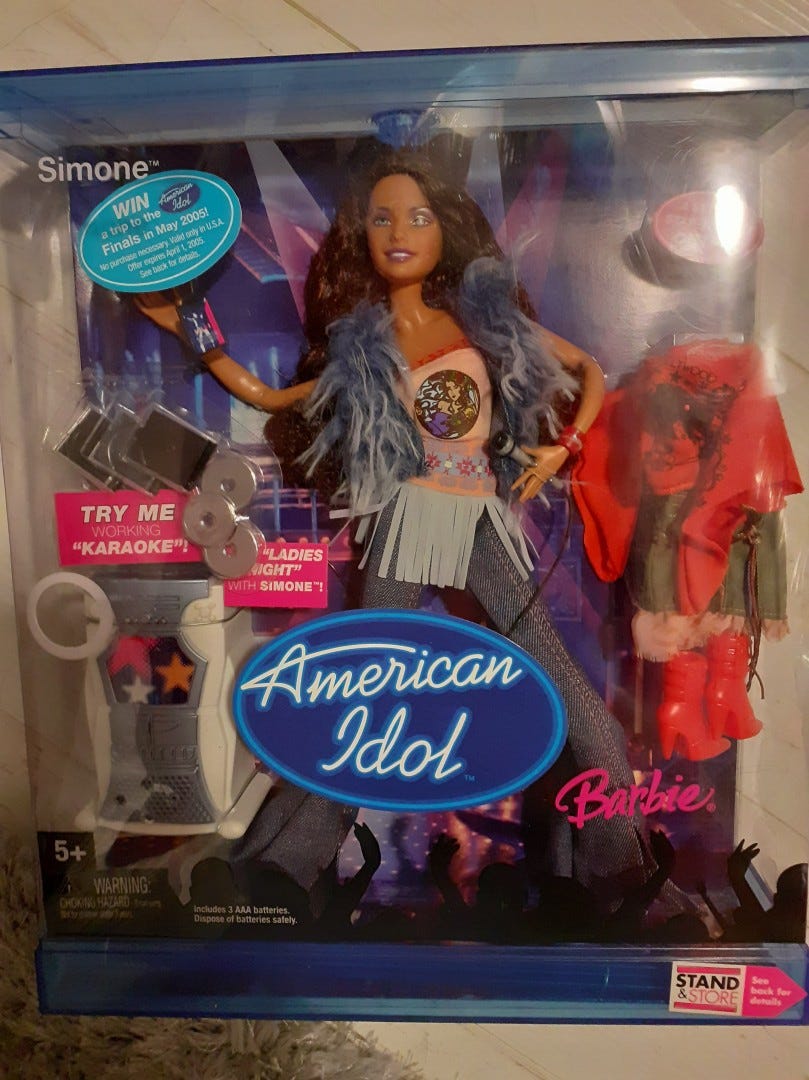 Simone™
WIN American Idol
a trip to the
Finals in May 2005!
No purchase necessary. Valid only in U.S.A.
Offer expires April 1, 2005.
See back for details.
TRY ME
WORKING
"KARAOKE"!
"LADIES
NIGHT"
WITH SIMONE™!
American
Idol™
Barbie®
5+
WARNING:
CHOKING HAZARD
Includes 3 AAA batteries.
Dispose of batteries safely.
STAND
& STORE
See
back for
details